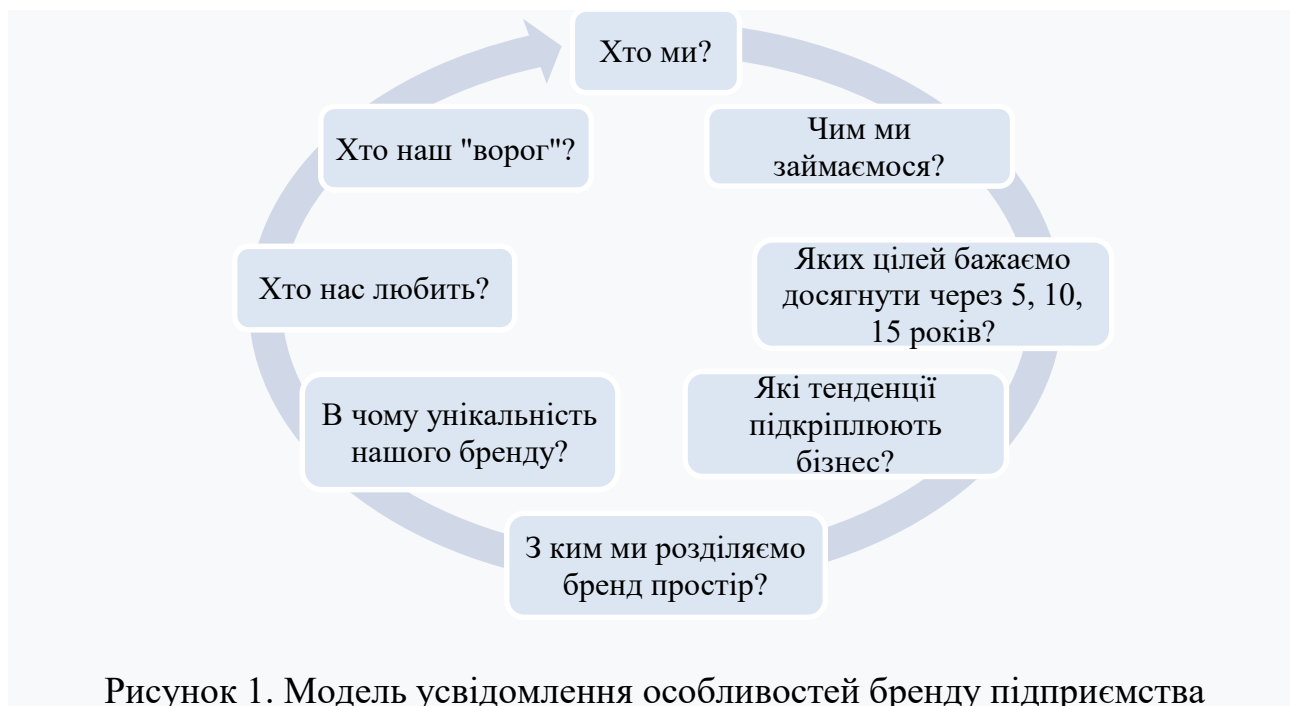 Хто ми?
Чим ми
займаємося?
Яких цілей бажаємо
досягнути через 5, 10,
15 років?
Які тенденції
підкріплюють
бізнес?
З ким ми розділяємо
бренд простір?
В чому унікальність
нашого бренду?
Хто нас любить?
Хто наш "ворог"?
Рисунок 1. Модель усвідомлення особливостей бренду підприємства